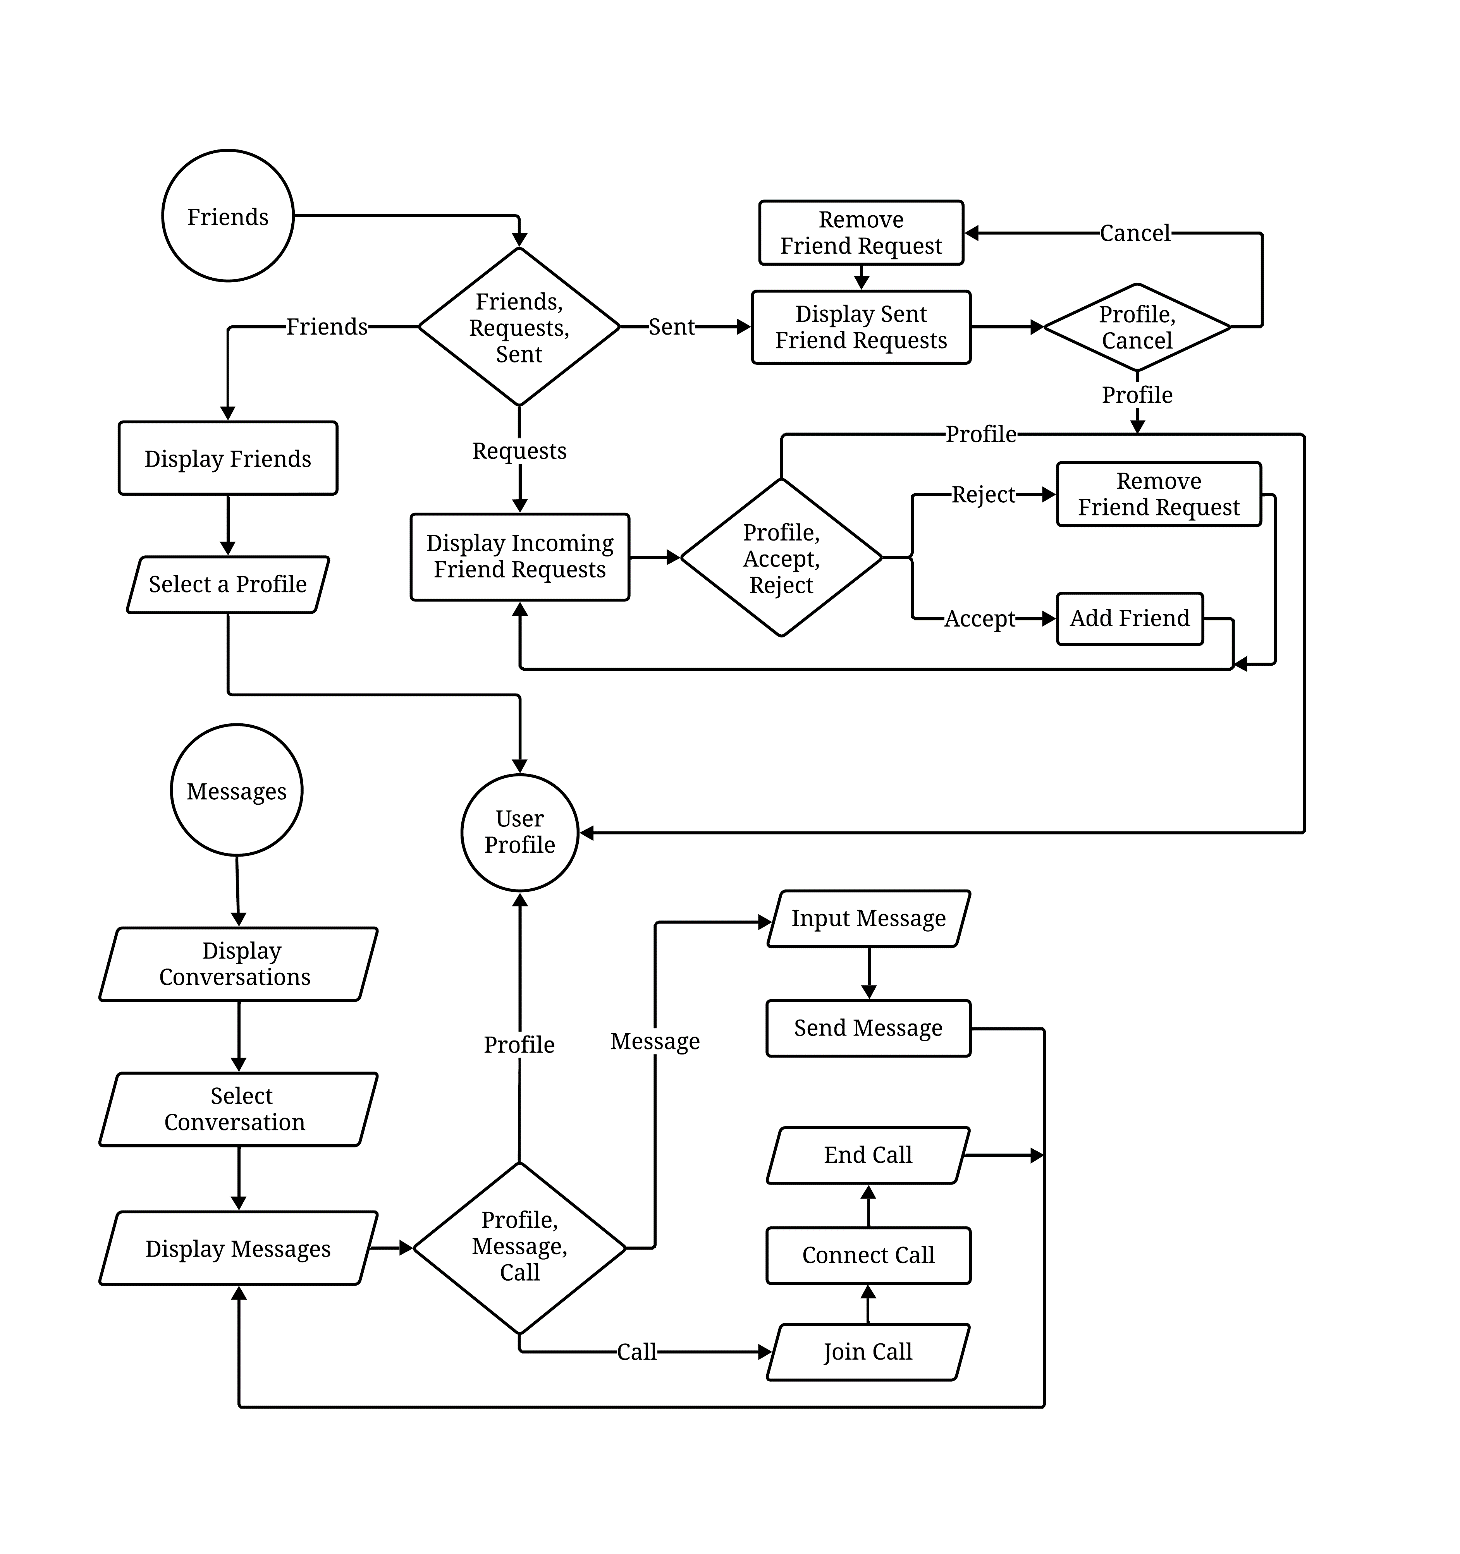 Friends
Friends,
Requests,
Sent
Friends
Sent
Requests
Remove
Friend Request
Display Sent
Friend Requests
Cancel
Profile,
Cancel
Profile
Display Friends
Select a Profile
Display Incoming
Friend Requests
Profile
Profile,
Accept,
Reject
Reject
Remove
Friend Request
Accept
Add Friend
Messages
User
Profile
Display
Conversations
Select
Conversation
Display Messages
Profile
Message
Profile,
Message,
Call
Call
Input Message
Send Message
End Call
Connect Call
Join Call